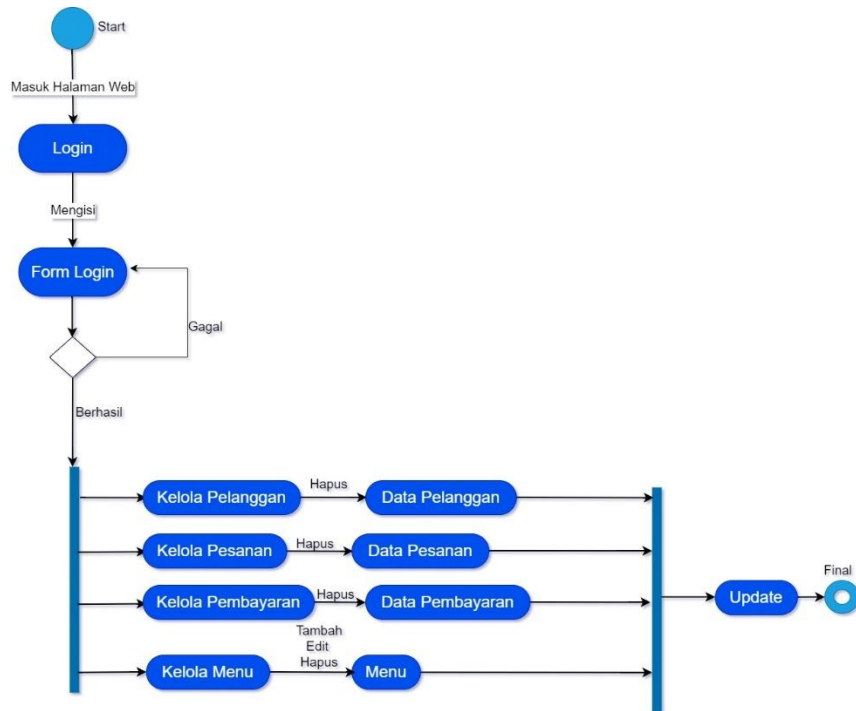 Start
Masuk Halaman Web
Login
Mengisi
Form Login
Gagal
Berhasil
Kelola Pelanggan
Hapus
Data Pelanggan
Kelola Pesanan
Hapus
Data Pesanan
Kelola Pembayaran
Hapus
Data Pembayaran
Kelola Menu
Tambah
Edit
Hapus
Menu
Update
Final